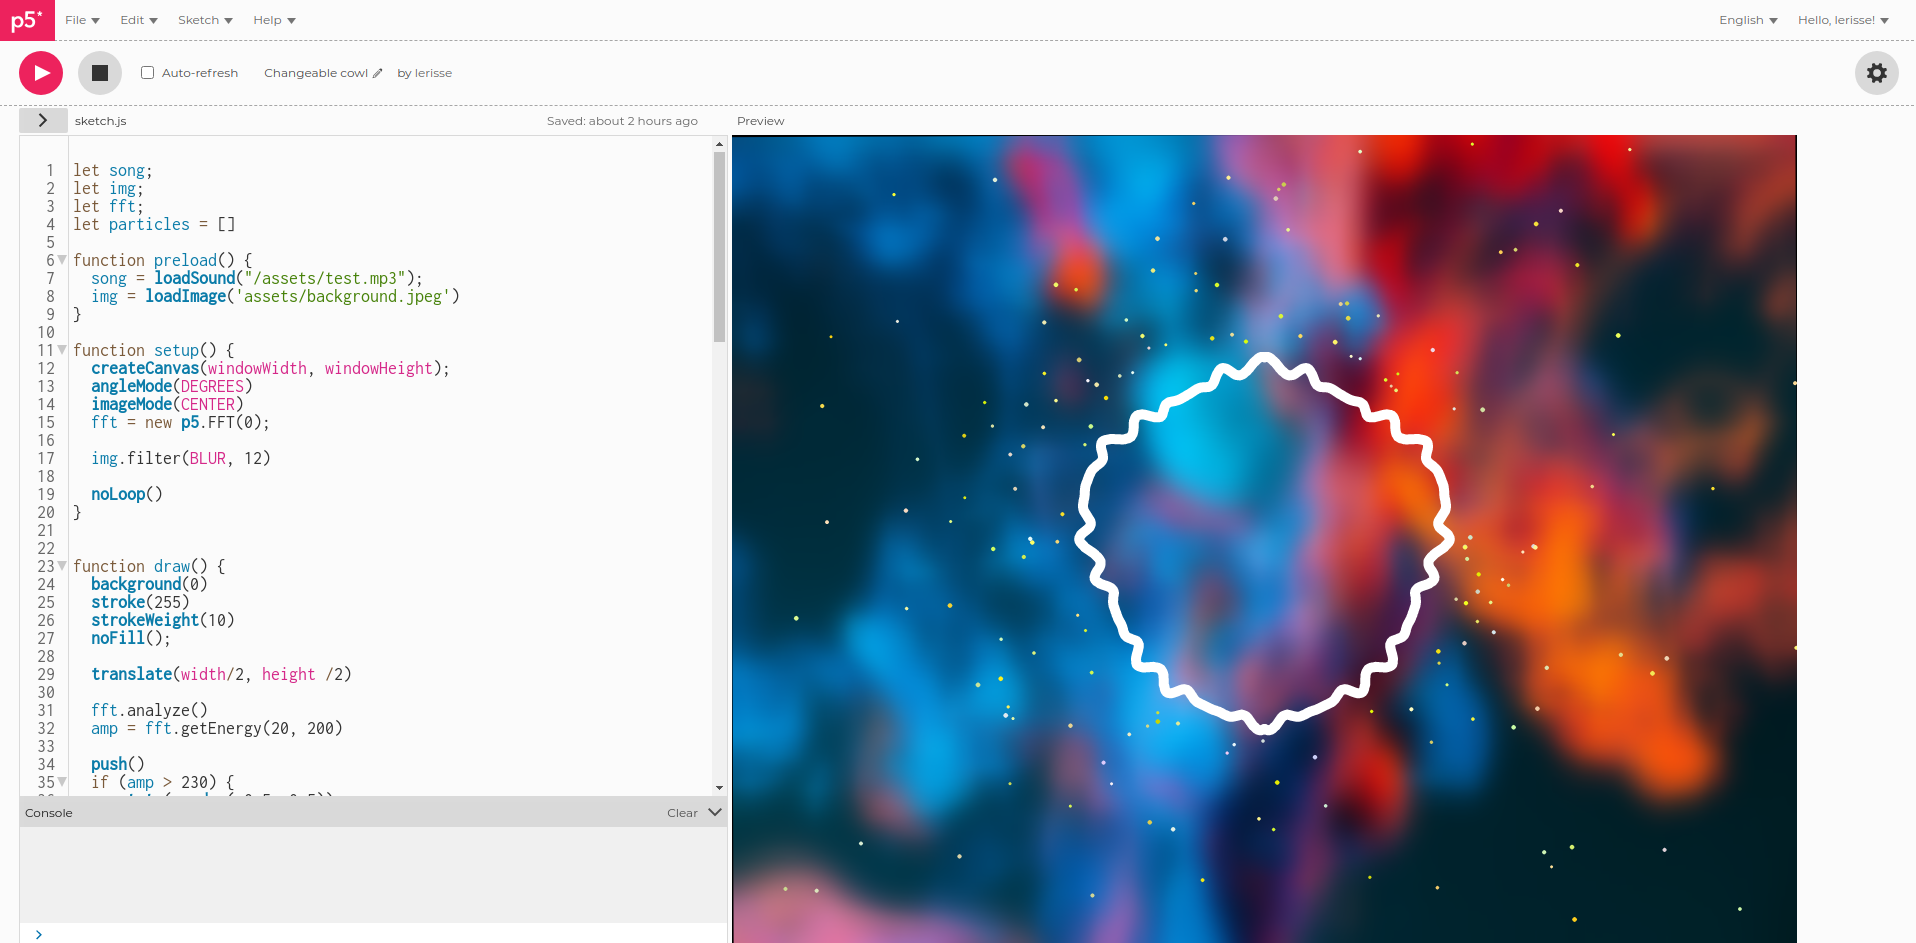 p5* File Edit Sketch Help English Hello, lerisse!
Auto-refresh Changeable cowl by lerisse
sketch.js Saved: about 2 hours ago Preview
1 let song;
2 let img;
3 let fft;
4 let particles = []
5
6 function preload() {
7 song = loadSound("/assets/test.mp3");
8 img = loadImage('assets/background.jpeg')
9 }
10
11 function setup() {
12 createCanvas(windowWidth, windowHeight);
13 angleMode(DEGREES)
14 imageMode(CENTER)
15 fft = new p5.FFT(0);
16
17 img.filter(BLUR, 12)
18
19 noLoop()
20 }
21
22
23 function draw() {
24 background(0)
25 stroke(255)
26 strokeWeight(10)
27 noFill();
28
29 translate(width/2, height /2)
30
31 fft.analyze()
32 amp = fft.getEnergy(20, 200)
33
34 push()
35 if (amp > 230) {
Console Clear
>